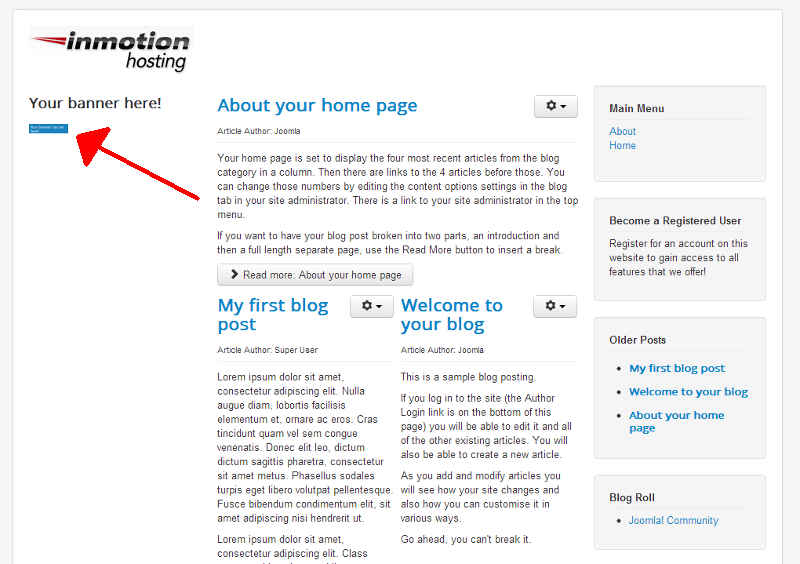 inmotion
hosting
Your banner here!
About your home page
Article Author: Joomla
Your home page is set to display the four most recent articles from the blog
category in a column. Then there are links to the 4 articles before those. You
can change those numbers by editing the content options settings in the blog
tab in your site administrator. There is a link to your site administrator in the top
menu.
If you want to have your blog post broken into two parts, an introduction and
then a full length separate page, use the Read More button to insert a break.
Read more: About your home page
My first blog
post
Article Author: Super User
Lorem ipsum dolor sit amet,
consectetur adipiscing elit. Nulla
augue diam, lobortis facilisis
elementum et, ornare ac eros. Cras
tincidunt quam vel sem congue
venenatis. Donec elit leo, dictum
dictum sagittis pharetra, consectetur
sit amet metus. Phasellus sodales
turpis eget libero volutpat pellentesque.
Fusce bibendum condimentum elit, sit
amet adipiscing nisi hendrerit ut.
Lorem ipsum dolor sit amet,
consectetur adipiscing elit. Class
Welcome to
your blog
Article Author: Joomla
This is a sample blog posting.
If you log in to the site (the Author
Login link is on the bottom of this
page) you will be able to edit it and all
of the other existing articles. You will
also be able to create a new article.
As you add and modify articles you
will see how your site changes and
also how you can customise it in
various ways.
Go ahead, you can't break it.
Main Menu
About
Home
Become a Registered User
Register for an account on this
website to gain access to all
features that we offer!
Older Posts
My first blog post
Welcome to your blog
About your home
page
Blog Roll
Joomla! Community